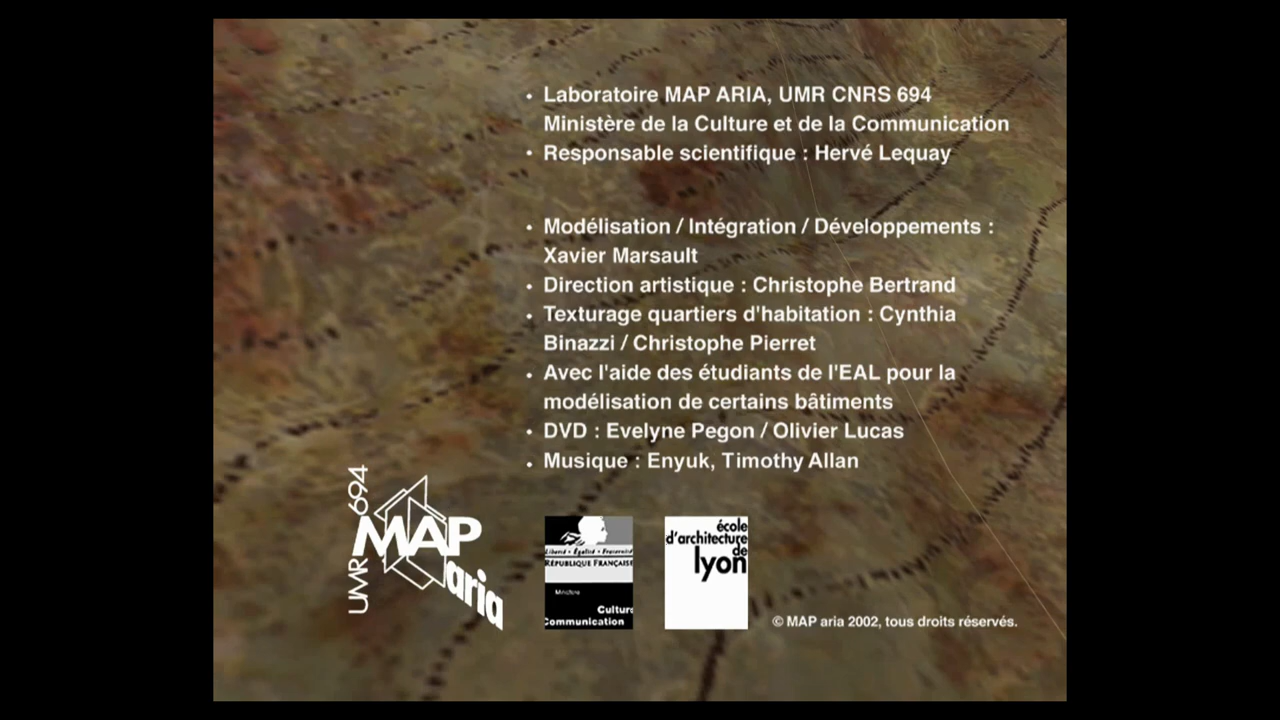 • Laboratoire MAP ARIA, UMR CNRS 694
Ministère de la Culture et de la Communication
• Responsable scientifique : Hervé Lequay
• Modélisation / Intégration / Développements :
Xavier Marsault
• Direction artistique : Christophe Bertrand
• Texturage quartiers d'habitation : Cynthia
Binazzi / Christophe Pierret
• Avec l'aide des étudiants de l'EAL pour la
modélisation de certains bâtiments
• DVD : Evelyne Pegon / Olivier Lucas
• Musique : Enyuk, Timothy Allan
UMR 694
MAP
aria
Liberté • Égalité • Fraternité
RÉPUBLIQUE FRANÇAISE
Ministère
Culture
Communication
école
d'architecture
de
lyon
© MAP aria 2002, tous droits réservés.